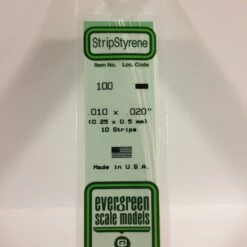 StripStyrene
Item No. Loc. Code
100
.010 x .020"
(0.25 x 0.5 mm)
10 Strips
Made in U.S.A.
evergreen
scale models